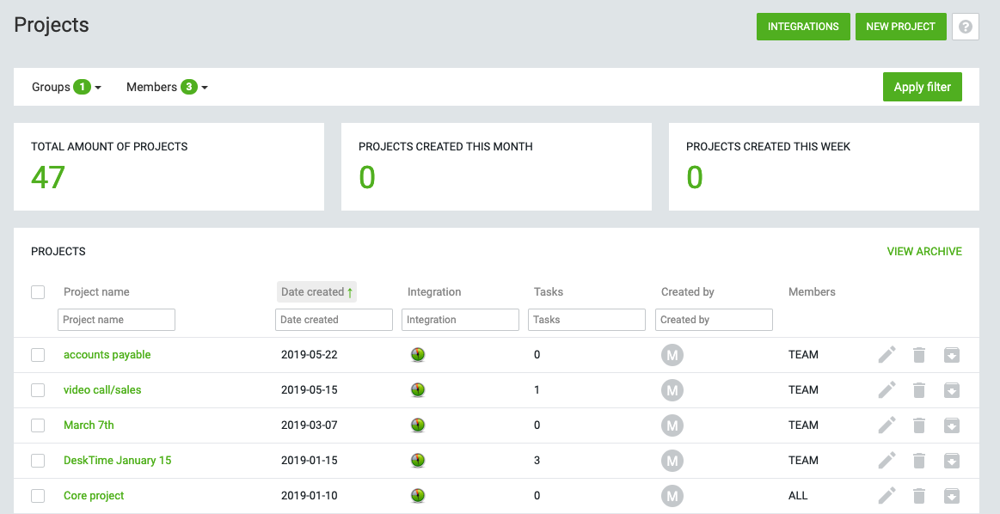 Projects
INTEGRATIONS NEW PROJECT ?
Groups 1 Members 3 Apply filter
TOTAL AMOUNT OF PROJECTS PROJECTS CREATED THIS MONTH PROJECTS CREATED THIS WEEK
47 0 0
PROJECTS VIEW ARCHIVE
Project name Date created ↑ Integration Tasks Created by Members
Project name Date created Integration Tasks Created by
accounts payable 2019-05-22 0 M TEAM
video call/sales 2019-05-15 1 M TEAM
March 7th 2019-03-07 0 M TEAM
DeskTime January 15 2019-01-15 3 M TEAM
Core project 2019-01-10 0 M ALL